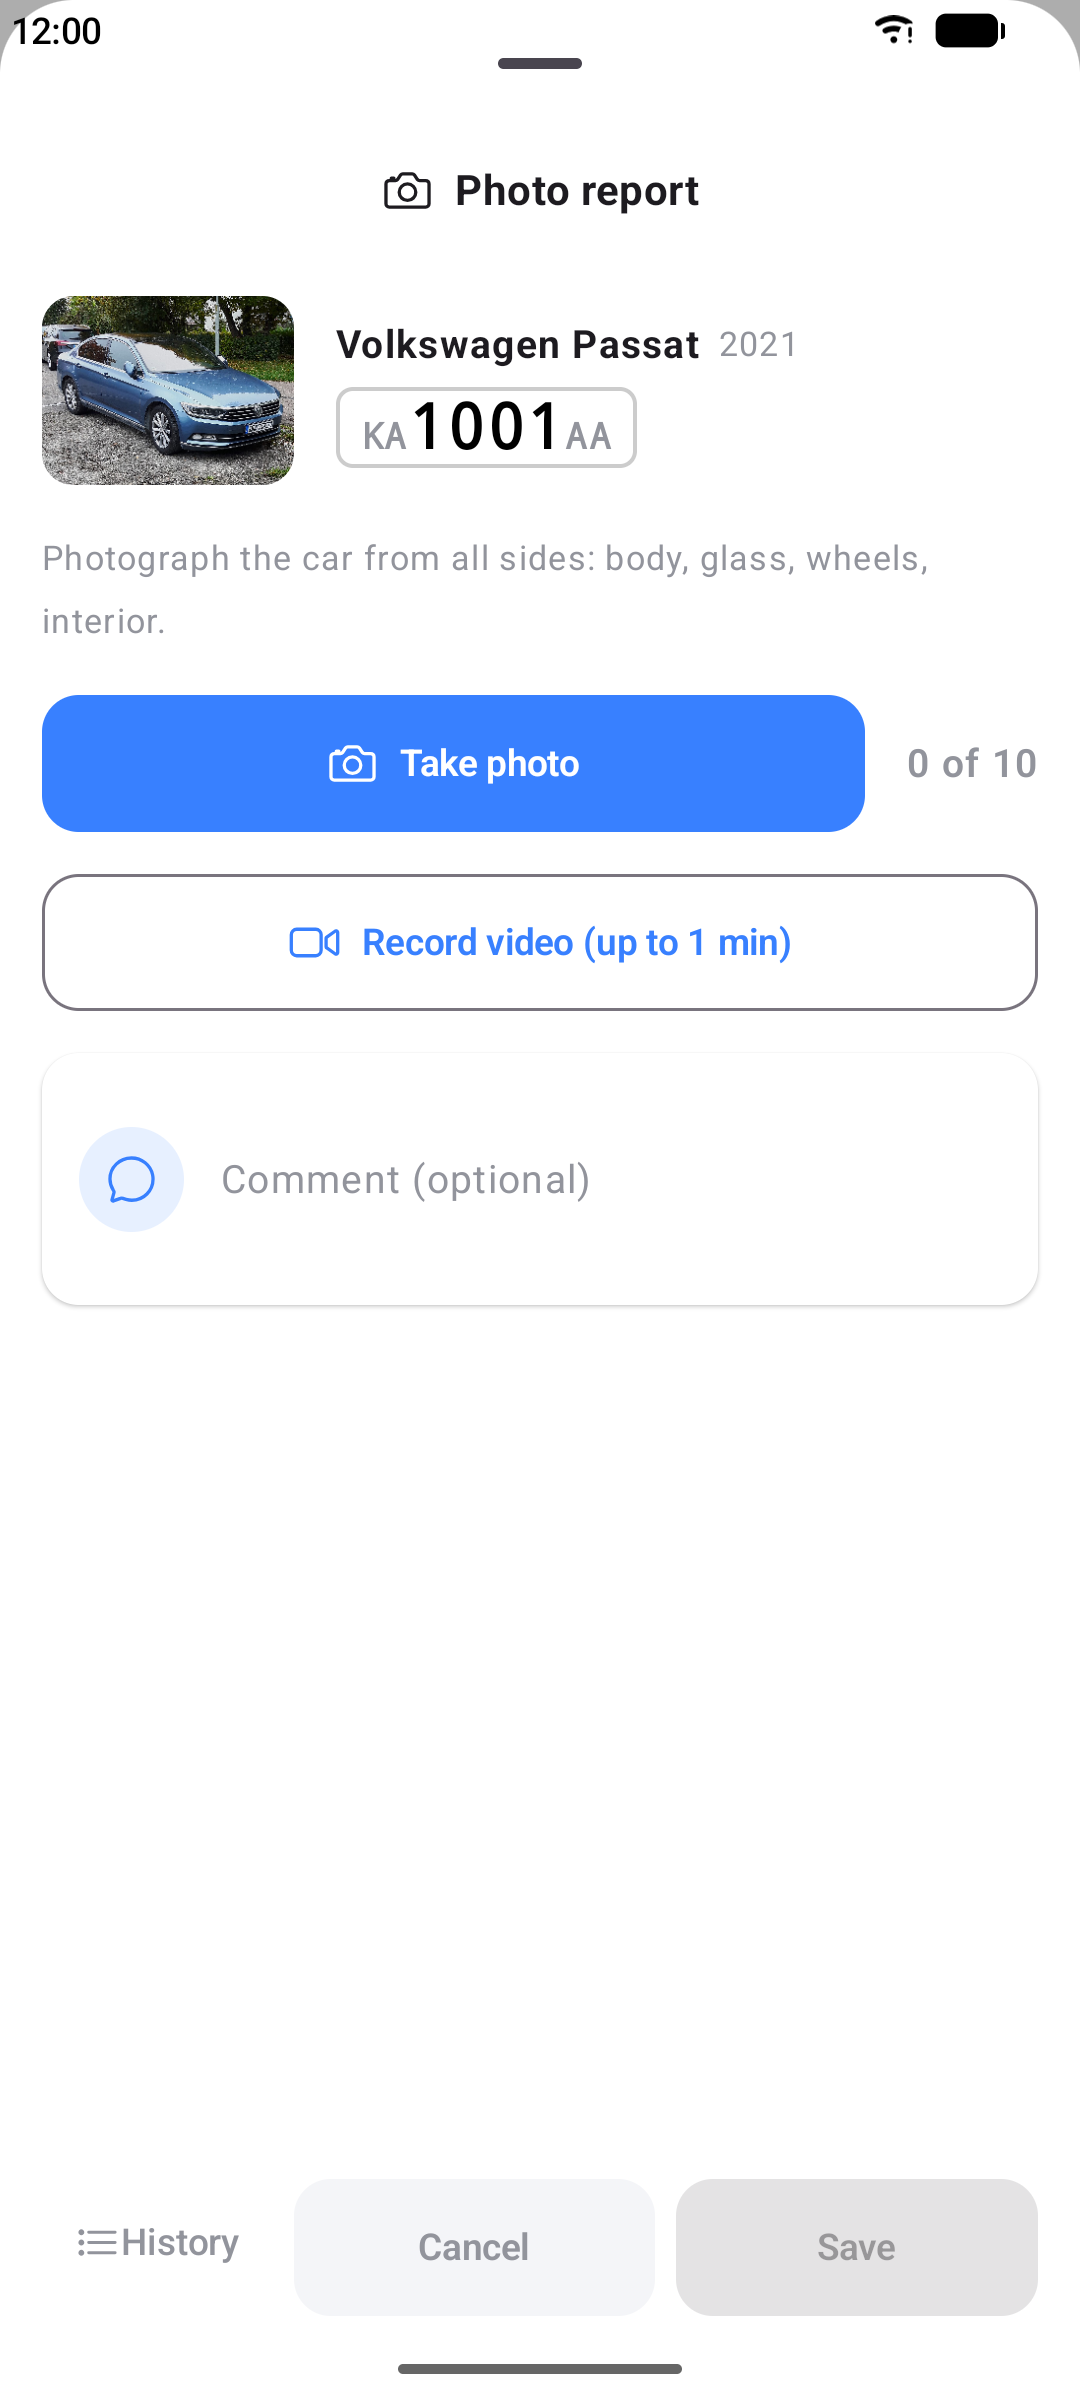 12:00
Photo report
Volkswagen Passat 2021
KA 1001 AA
Photograph the car from all sides: body, glass, wheels,
interior.
Take photo
0 of 10
Record video (up to 1 min)
Comment (optional)
History
Cancel
Save